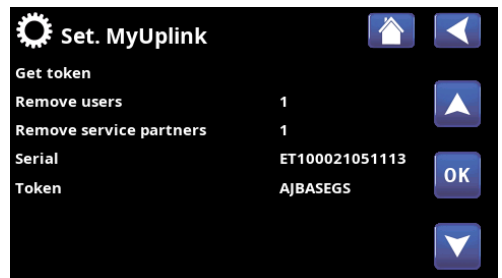 Set. MyUplink
Get token
Remove users 1
Remove service partners 1
Serial ET100021051113
OK
Token AJBASEGS